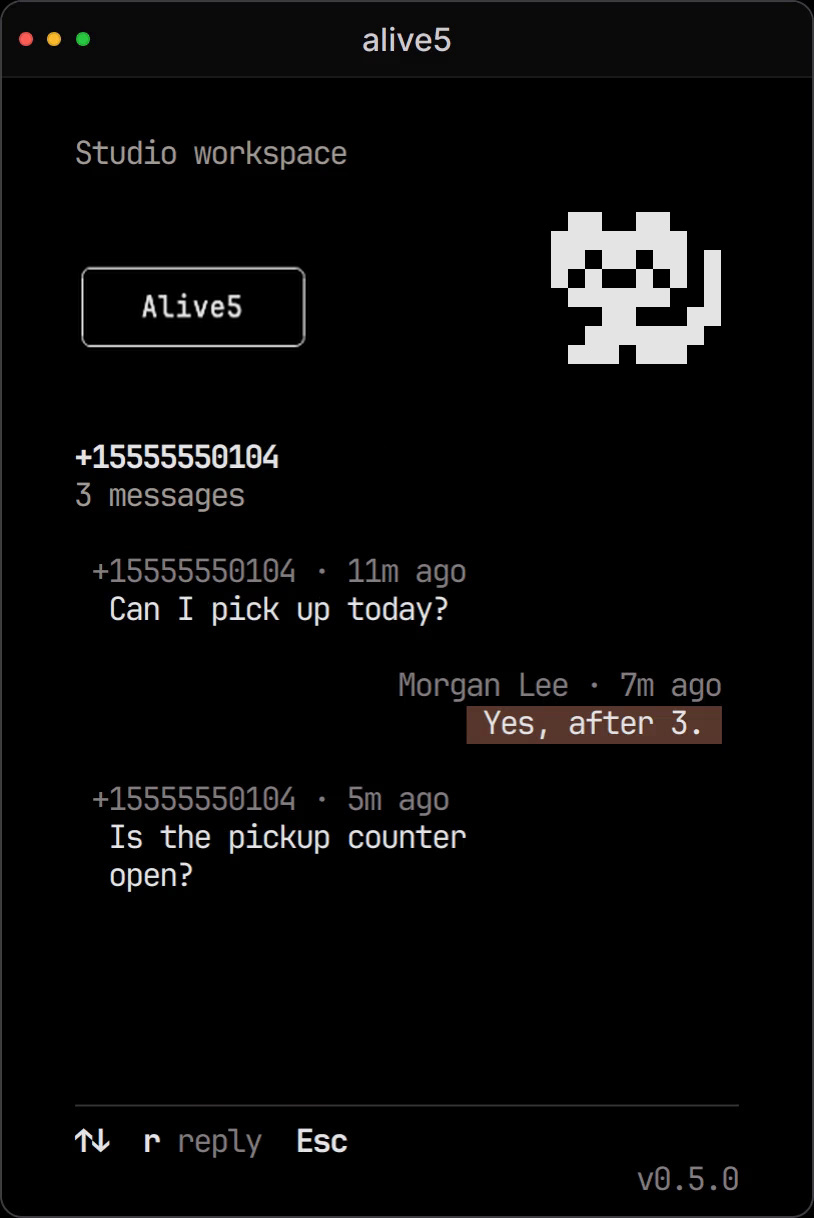 alive5
Studio workspace
Alive5
+15555550104
3 messages
+15555550104 · 11m ago
Can I pick up today?
Morgan Lee · 7m ago
Yes, after 3.
+15555550104 · 5m ago
Is the pickup counter
open?
↑↓ r reply Esc
v0.5.0